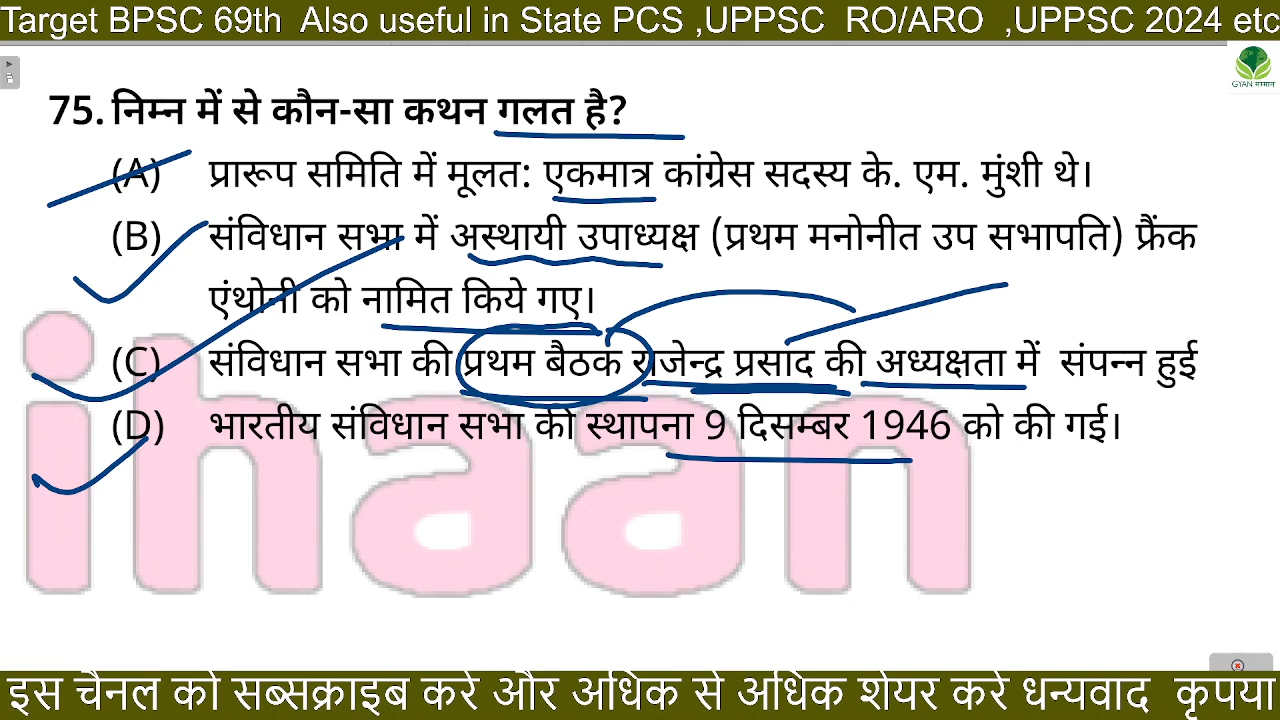 Target BPSC 69th Also useful in State PCS ,UPPSC RO/ARO ,UPPSC 2024 etc
GYAN सम्मान
75. निम्न में से कौन-सा कथन गलत है?
(A) प्रारूप समिति में मूलत: एकमात्र कांग्रेस सदस्य के. एम. मुंशी थे।
(B) संविधान सभा में अस्थायी उपाध्यक्ष (प्रथम मनोनीत उप सभापति) फ्रैंक
एंथोनी को नामित किये गए।
(C) संविधान सभा की प्रथम बैठक राजेन्द्र प्रसाद की अध्यक्षता में संपन्न हुई
(D) भारतीय संविधान सभा की स्थापना 9 दिसम्बर 1946 को की गई।
ihaan
इस चैनल को सब्सक्राइब करे और अधिक से अधिक शेयर करे धन्यवाद कृपया